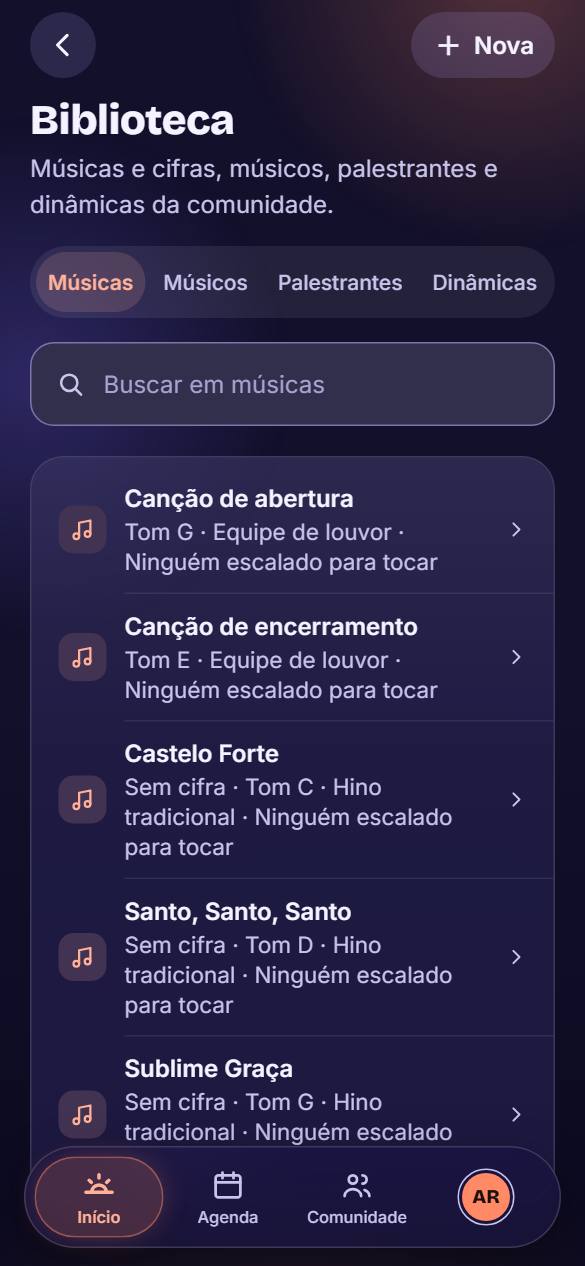 Nova
Biblioteca
Músicas e cifras, músicos, palestrantes e
dinâmicas da comunidade.
Músicas Músicos Palestrantes Dinâmicas
Buscar em músicas
Canção de abertura
Tom G · Equipe de louvor ·
Ninguém escalado para tocar
Canção de encerramento
Tom E · Equipe de louvor ·
Ninguém escalado para tocar
Castelo Forte
Sem cifra · Tom C · Hino
tradicional · Ninguém escalado
para tocar
Santo, Santo, Santo
Sem cifra · Tom D · Hino
tradicional · Ninguém escalado
para tocar
Sublime Graça
Sem cifra · Tom G · Hino
tradicional · Ninguém escalado
Início Agenda Comunidade AR